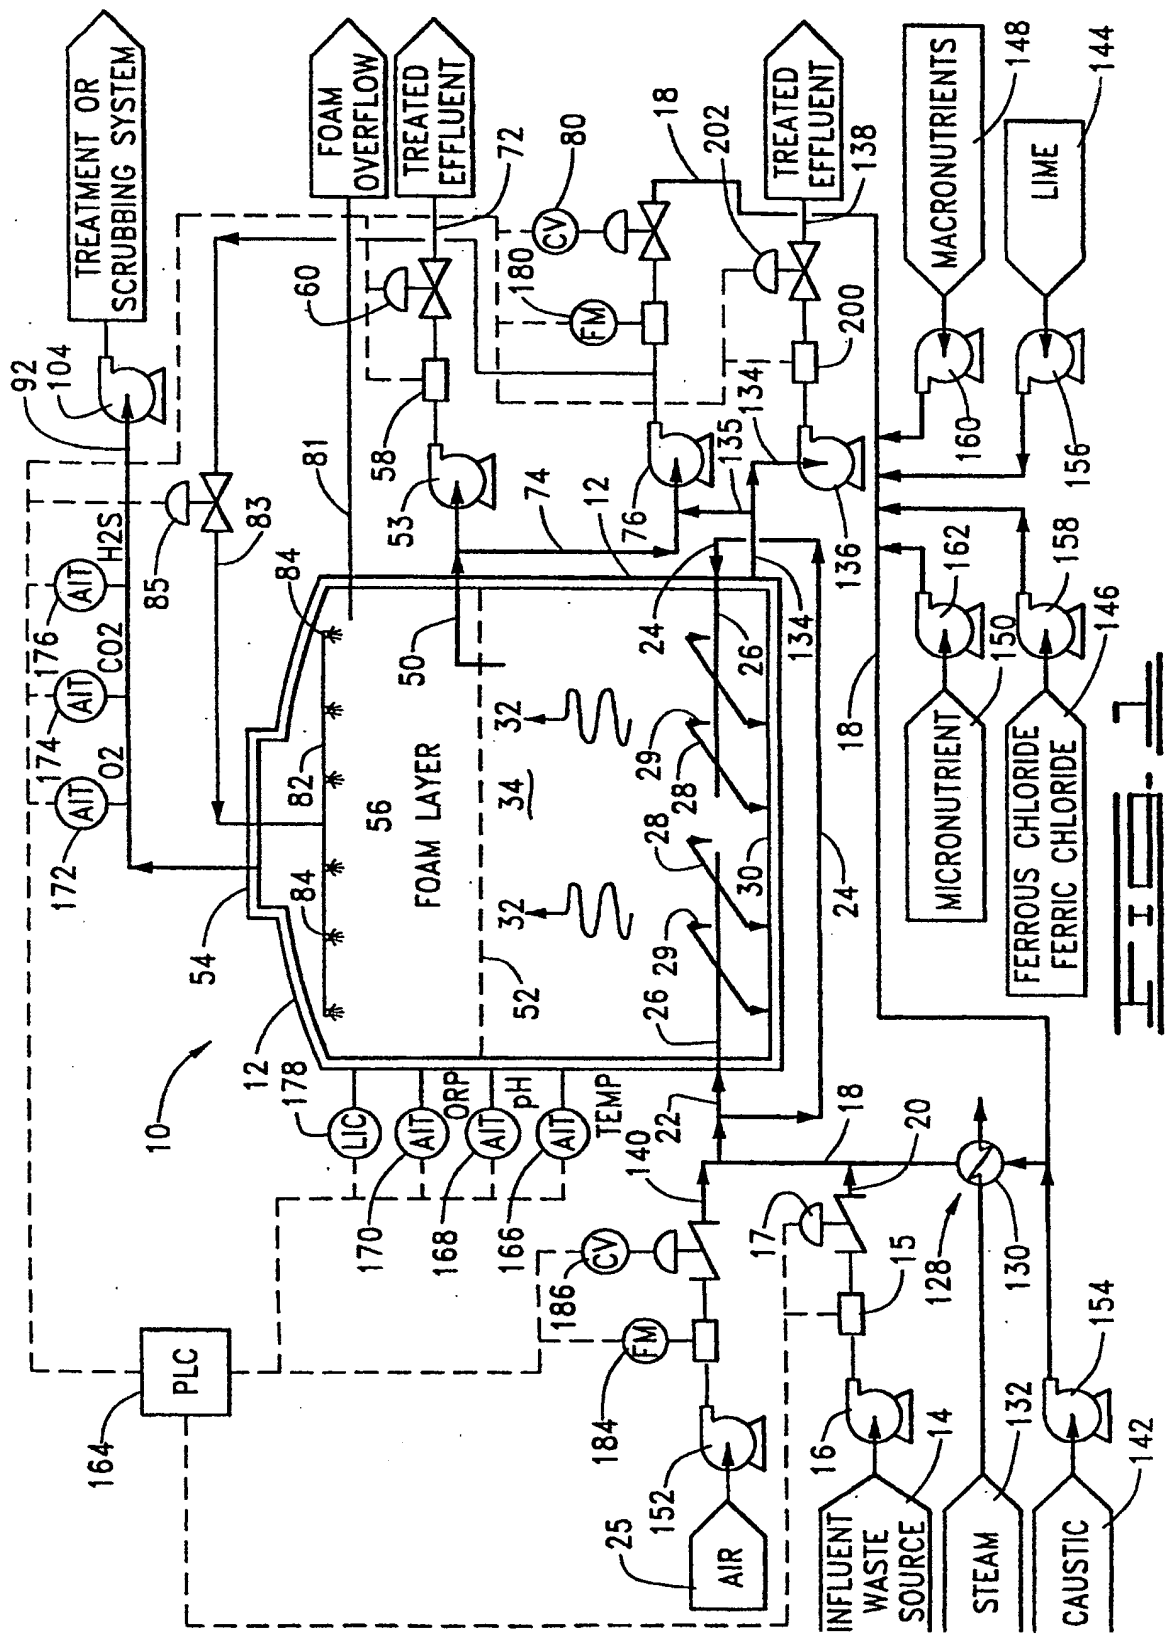 TREATMENT OR
SCRUBBING SYSTEM
92
104
164
PLC
172
AIT
O2
174
AIT
CO2
176
AIT
H2S
10
54
85
83
12
178
LIC
84
82
84
81
FOAM
OVERFLOW
170
AIT
ORP
56
FOAM LAYER
50
53
58
60
TREATED
EFFLUENT
72
168
AIT
pH
166
AIT
TEMP
52
32
34
32
74
180
FM
CV
80
186
CV
184
FM
12
76
18
202
25
AIR
152
140
22
26
29
28
28
29
24
26
30
134
135
134
TREATED
EFFLUENT
138
17
18
24
136
200
INFLUENT
WASTE
SOURCE
14
16
15
20
18
128
130
STEAM
132
MICRONUTRIENT
150
162
160
MACRONUTRIENTS
148
CAUSTIC
142
154
FERROUS CHLORIDE
FERRIC CHLORIDE
146
158
156
LIME
144
FIG. 1